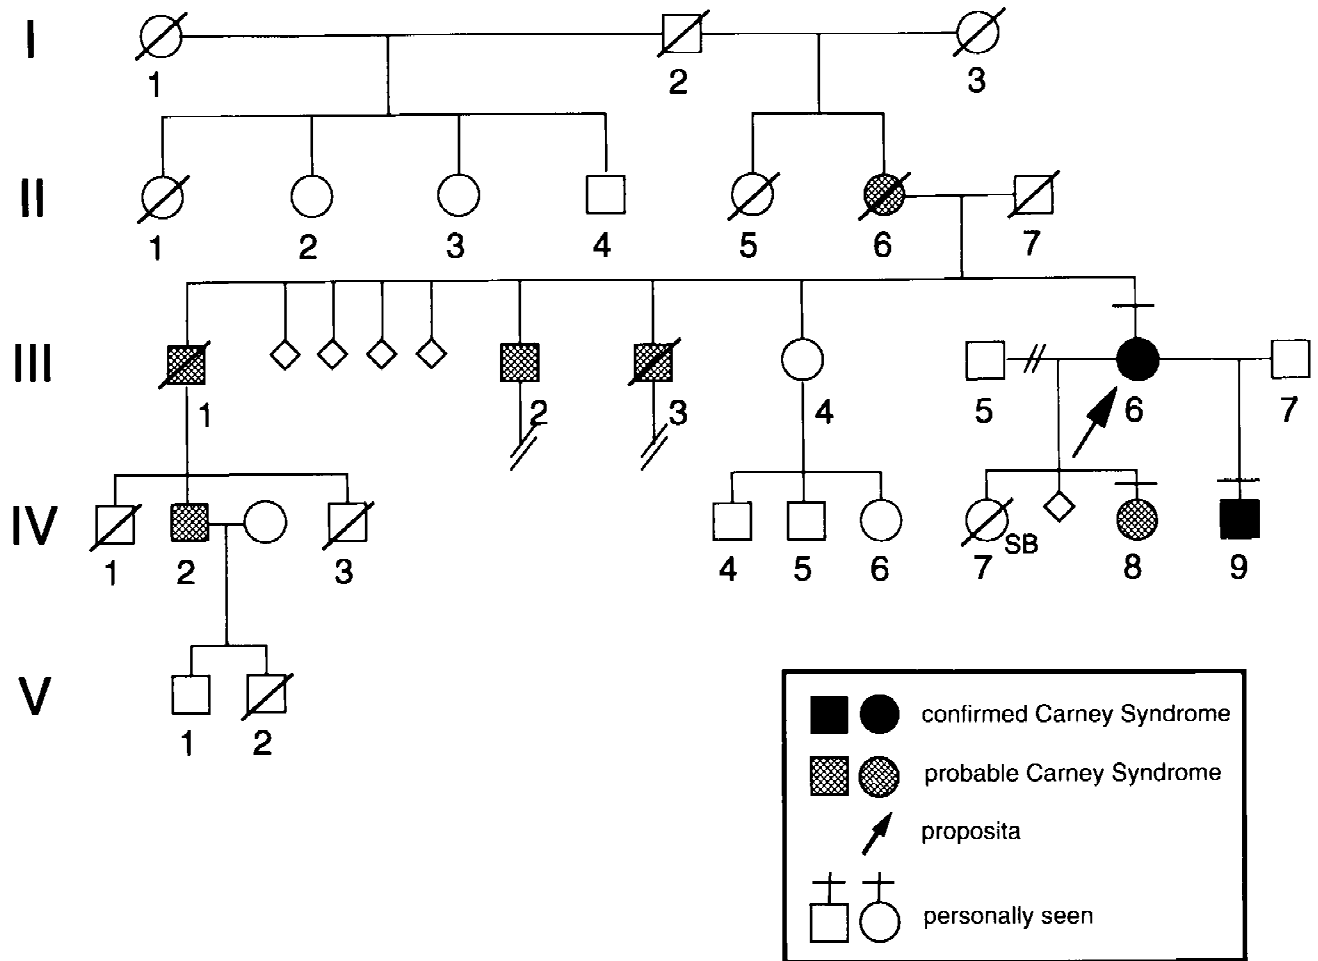 I
1 2 3
II
1 2 3 4 5 6 7
III
1 2 3 4 5 6 7
IV
1 2 3 4 5 6 7 SB 8 9
V
1 2
confirmed Carney Syndrome
probable Carney Syndrome
proposita
personally seen